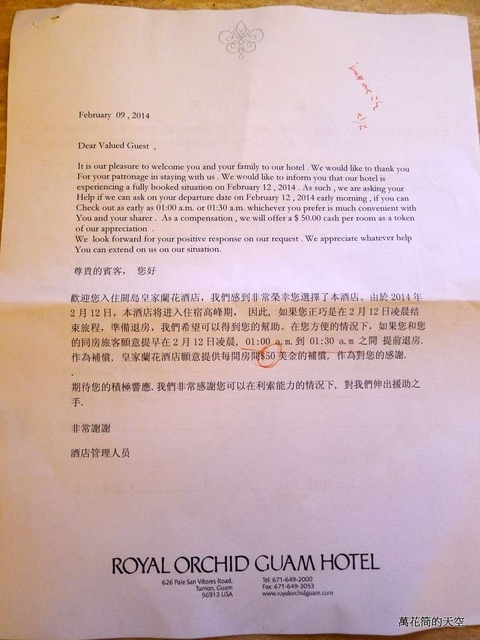 February 09 , 2014
Dear Valued Guest ,
It is our pleasure to welcome you and your family to our hotel . We would like to thank you
For your patronage in staying with us . We would like to inform you that our hotel is
experiencing a fully booked situation on February 12 , 2014 . As such , we are asking your
Help if we can ask on your departure date on February 12 , 2014 early morning , if you can
Check out as early as 01:00 a.m. or 01:30 a.m. whichever you prefer is much convenient with
You and your sharer . As a compensation , we will offer a $ 50.00 cash per room as a token
of our appreciation .
We look forward for your positive response on our request . We appreciate whatever help
You can extend on us on our situation.
尊貴的賓客， 您好
歡迎您入住關島皇家蘭花酒店，我們感到非常榮幸您選擇了本酒店。由於 2014 年
2 月 12 日，本酒店將進入住宿高峰期， 因此，如果您正巧是在 2 月 12 日凌晨結
束旅程，準備退房，我們希望可以得到您的幫助。在您方便的情況下，如果您和您
的同房旅客願意提早在 2 月 12 日凌晨，01:00 a.m. 到 01:30 a.m 之間 提前退房.
作為補償，皇家蘭花酒店願意提供每間房間$50 美金的補償，作為對您的感謝.
.
期待您的積極響應. 我們非常感謝您可以在利索能力的情況下，對我們伸出援助之
手.
非常謝謝
酒店管理人员
ROYAL ORCHID GUAM HOTEL
626 Pale San Vitores Road, Tel: 671-649-2000
Tumon, Guam Fax: 671-649-3053
96913 USA www.royalorchidguam.com
萬花筒的天空